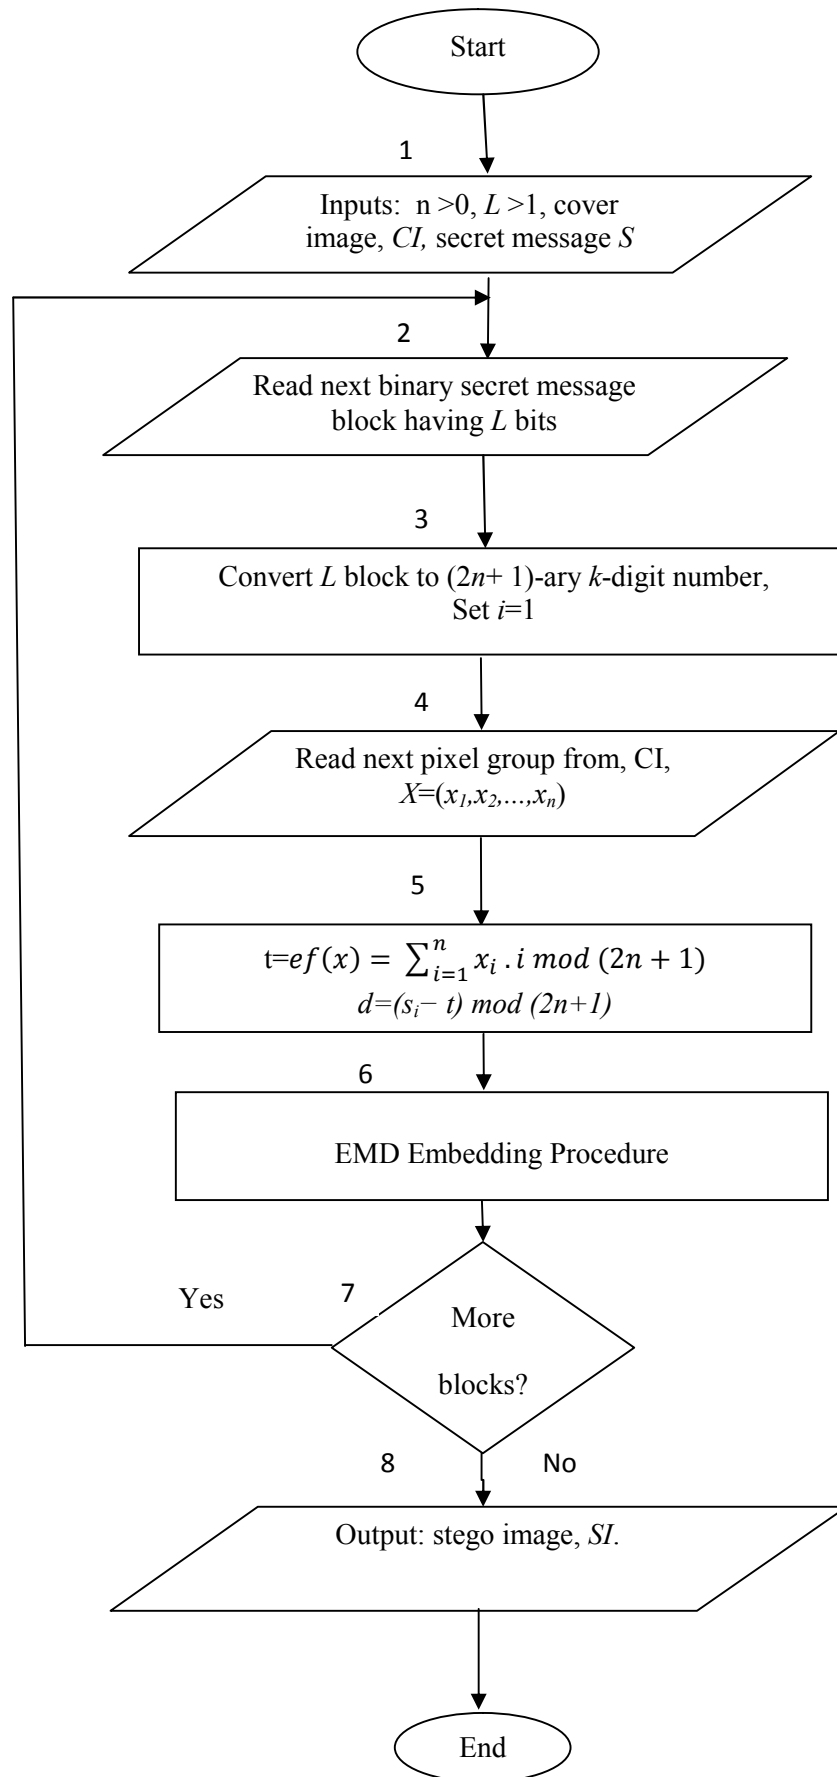 Start
1
Inputs: n >0, L >1, cover
image, CI, secret message S
2
Read next binary secret message
block having L bits
3
Convert L block to (2n+ 1)-ary k-digit number,
Set i=1
4
Read next pixel group from, CI,
X=(x₁,x₂,...,xₙ)
5
t=ef(x) = ∑ⁿᵢ₌₁ xᵢ . i mod (2n + 1)
d=(sᵢ− t) mod (2n+1)
6
EMD Embedding Procedure
Yes
7
More
blocks?
8
No
Output: stego image, SI.
End